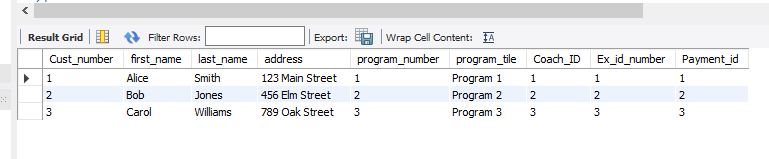 Result Grid Filter Rows: Export: Wrap Cell Content: IA
Cust_number first_name last_name address program_number program_tile Coach_ID Ex_id_number Payment_id
1 Alice Smith 123 Main Street 1 Program 1 1 1 1
2 Bob Jones 456 Elm Street 2 Program 2 2 2 2
3 Carol Williams 789 Oak Street 3 Program 3 3 3 3